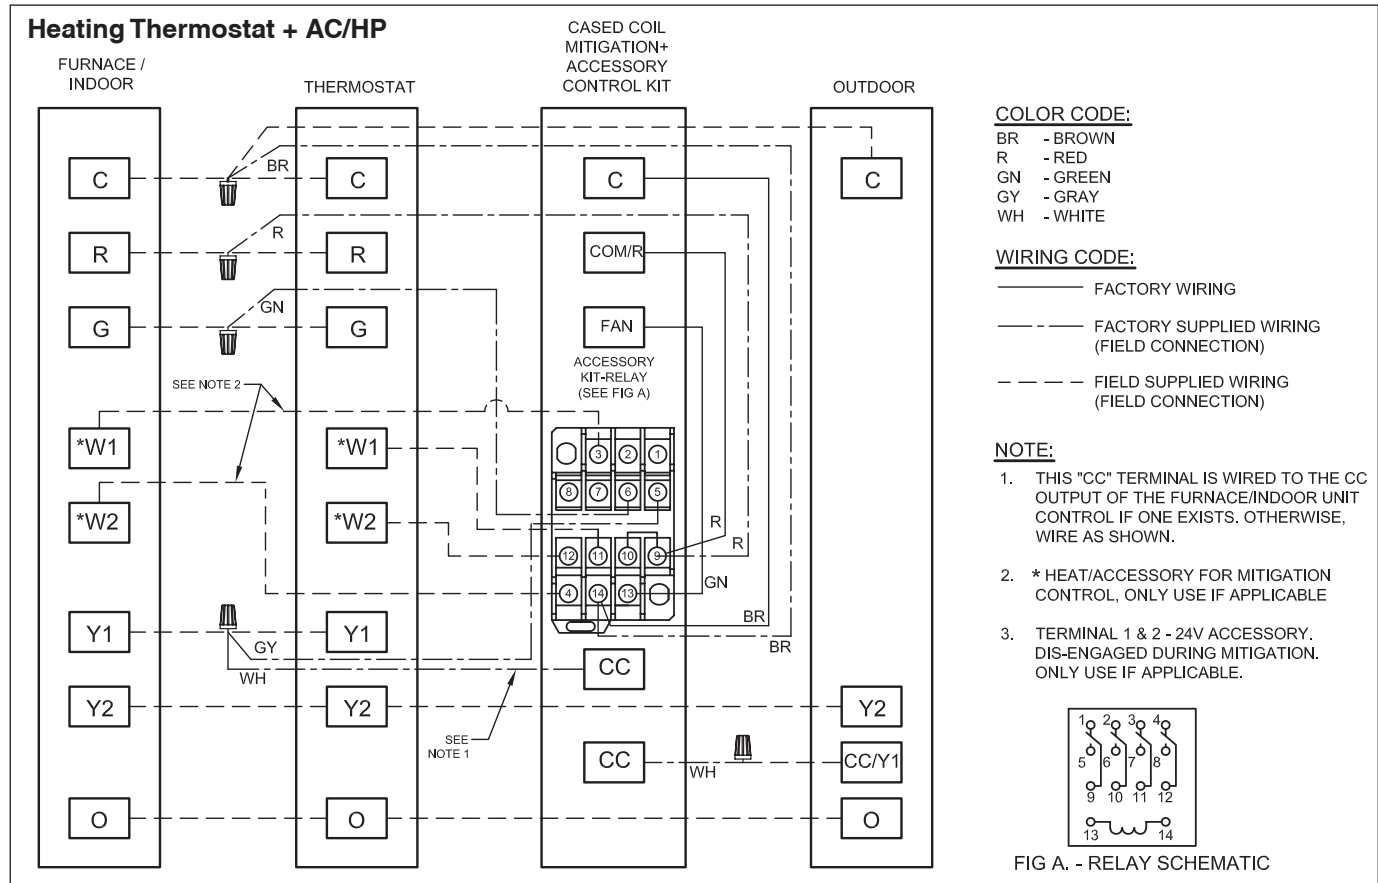 Heating Thermostat + AC/HP
FURNACE /
INDOOR
THERMOSTAT
CASED COIL
MITIGATION+
ACCESSORY
CONTROL KIT
OUTDOOR
C
BR
C
C
C
R
R
R
COM/R
G
GN
G
FAN
ACCESSORY
KIT-RELAY
(SEE FIG A)
SEE NOTE 2
*W1
*W1
3 2 1
8 7 6 5
*W2
*W2
R
R
12 11 10 9
GN
4 14 13
BR
BR
Y1
Y1
GY
WH
CC
Y2
Y2
Y2
SEE
NOTE 1
CC
WH
CC/Y1
O
O
O
COLOR CODE:
BR - BROWN
R - RED
GN - GREEN
GY - GRAY
WH - WHITE
WIRING CODE:
FACTORY WIRING
FACTORY SUPPLIED WIRING
(FIELD CONNECTION)
FIELD SUPPLIED WIRING
(FIELD CONNECTION)
NOTE:
1. THIS "CC" TERMINAL IS WIRED TO THE CC
OUTPUT OF THE FURNACE/INDOOR UNIT
CONTROL IF ONE EXISTS. OTHERWISE,
WIRE AS SHOWN.
2. * HEAT/ACCESSORY FOR MITIGATION
CONTROL, ONLY USE IF APPLICABLE
3. TERMINAL 1 & 2 - 24V ACCESSORY.
DIS-ENGAGED DURING MITIGATION.
ONLY USE IF APPLICABLE.
1 2 3 4
5 6 7 8
9 10 11 12
13 14
FIG A. - RELAY SCHEMATIC